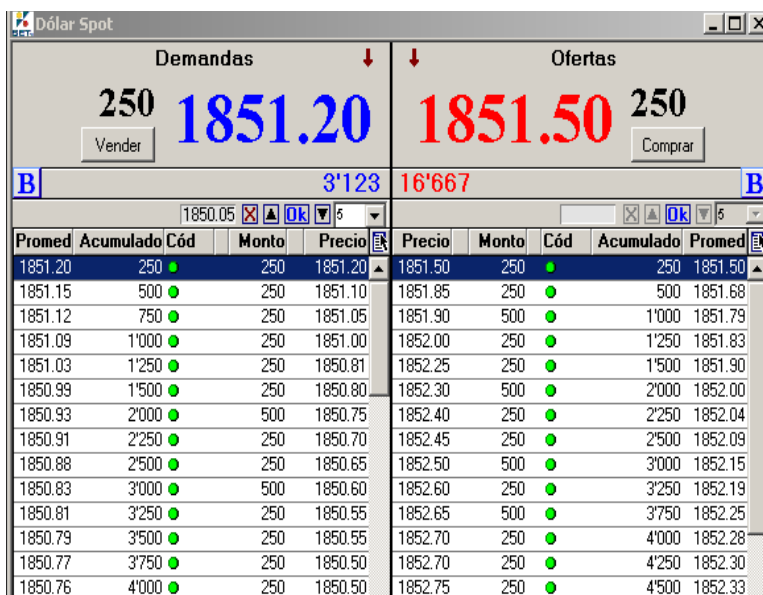 Dólar Spot
Demandas Ofertas
250 1851.20 1851.50 250
Vender Comprar
B 3'123 16'667 B
1850.05 X Ok 5 X Ok 5
Promed Acumulado Cód Monto Precio Precio Monto Cód Acumulado Promed
1851.20 250 250 1851.20 1851.50 250 250 1851.50
1851.15 500 250 1851.10 1851.85 250 500 1851.68
1851.12 750 250 1851.05 1851.90 500 1'000 1851.79
1851.09 1'000 250 1851.00 1852.00 250 1'250 1851.83
1851.03 1'250 250 1850.81 1852.25 250 1'500 1851.90
1850.99 1'500 250 1850.80 1852.30 500 2'000 1852.00
1850.93 2'000 500 1850.75 1852.40 250 2'250 1852.04
1850.91 2'250 250 1850.70 1852.45 250 2'500 1852.09
1850.88 2'500 250 1850.65 1852.50 500 3'000 1852.15
1850.83 3'000 500 1850.60 1852.60 250 3'250 1852.19
1850.81 3'250 250 1850.55 1852.65 500 3'750 1852.25
1850.79 3'500 250 1850.55 1852.70 250 4'000 1852.28
1850.77 3'750 250 1850.50 1852.70 250 4'250 1852.30
1850.76 4'000 250 1850.50 1852.75 250 4'500 1852.33